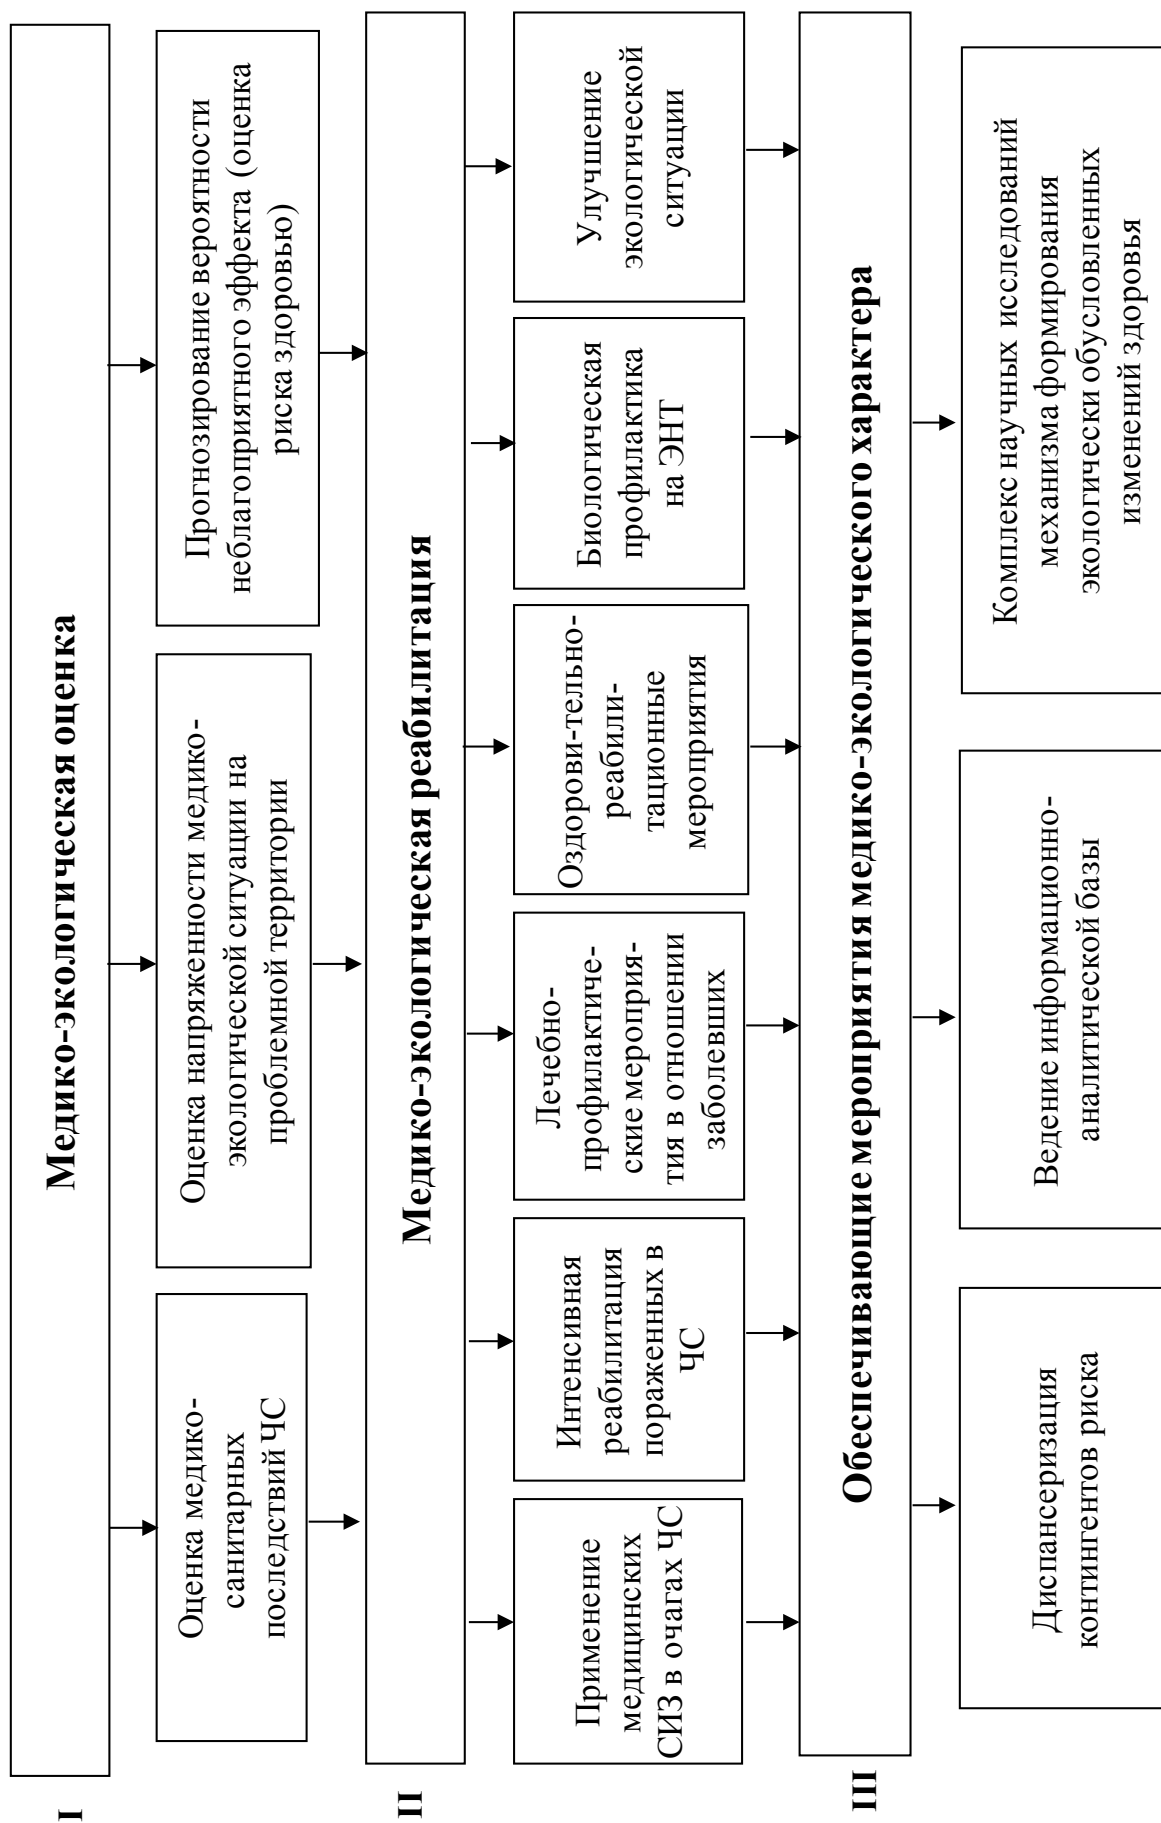 I
Медико-экологическая оценка
Оценка медико-
санитарных
последствий ЧС
Оценка напряженности медико-
экологической ситуации на
проблемной территории
Прогнозирование вероятности
неблагоприятного эффекта (оценка
риска здоровью)
II
Медико-экологическая реабилитация
Применение
медицинских
СИЗ в очагах ЧС
Интенсивная
реабилитация
пораженных в
ЧС
Лечебно-
профилактиче-
ские мероприя-
тия в отношении
заболевших
Оздорови-тельно-
реабили-
тационные
мероприятия
Биологическая
профилактика
на ЭНТ
Улучшение
экологической
ситуации
III
Обеспечивающие мероприятия медико-экологического характера
Диспансеризация
контингентов риска
Ведение информационно-
аналитической базы
Комплекс научных исследований
механизма формирования
экологически обусловленных
изменений здоровья